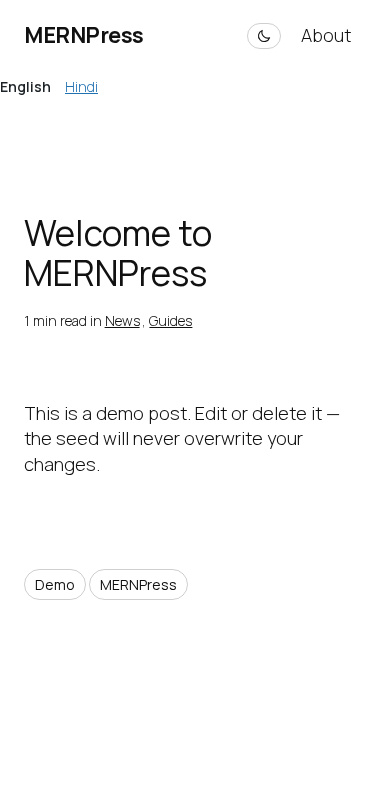 MERNPress
About
English Hindi
Welcome to
MERNPress
1 min read in News, Guides
This is a demo post. Edit or delete it —
the seed will never overwrite your
changes.
Demo MERNPress